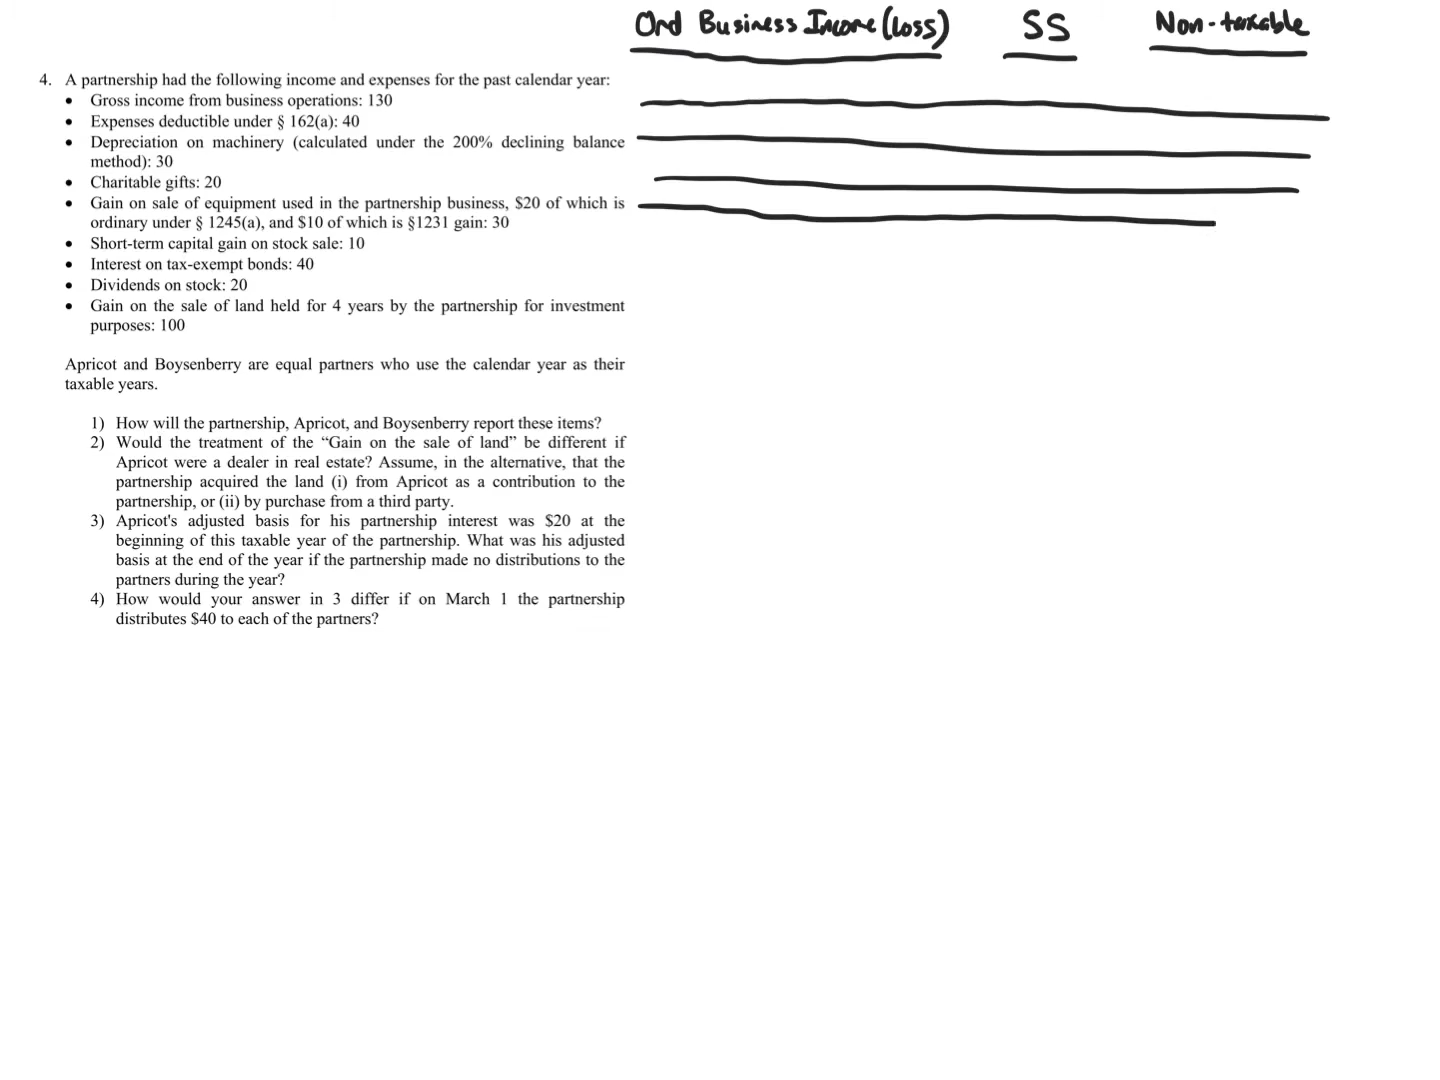 Ord Business Income (Loss) SS Non-taxable
4. A partnership had the following income and expenses for the past calendar year:
• Gross income from business operations: 130
• Expenses deductible under § 162(a): 40
• Depreciation on machinery (calculated under the 200% declining balance
method): 30
• Charitable gifts: 20
• Gain on sale of equipment used in the partnership business, $20 of which is
ordinary under § 1245(a), and $10 of which is §1231 gain: 30
• Short-term capital gain on stock sale: 10
• Interest on tax-exempt bonds: 40
• Dividends on stock: 20
• Gain on the sale of land held for 4 years by the partnership for investment
purposes: 100
Apricot and Boysenberry are equal partners who use the calendar year as their
taxable years.
1) How will the partnership, Apricot, and Boysenberry report these items?
2) Would the treatment of the “Gain on the sale of land” be different if
Apricot were a dealer in real estate? Assume, in the alternative, that the
partnership acquired the land (i) from Apricot as a contribution to the
partnership, or (ii) by purchase from a third party.
3) Apricot's adjusted basis for his partnership interest was $20 at the
beginning of this taxable year of the partnership. What was his adjusted
basis at the end of the year if the partnership made no distributions to the
partners during the year?
4) How would your answer in 3 differ if on March 1 the partnership
distributes $40 to each of the partners?